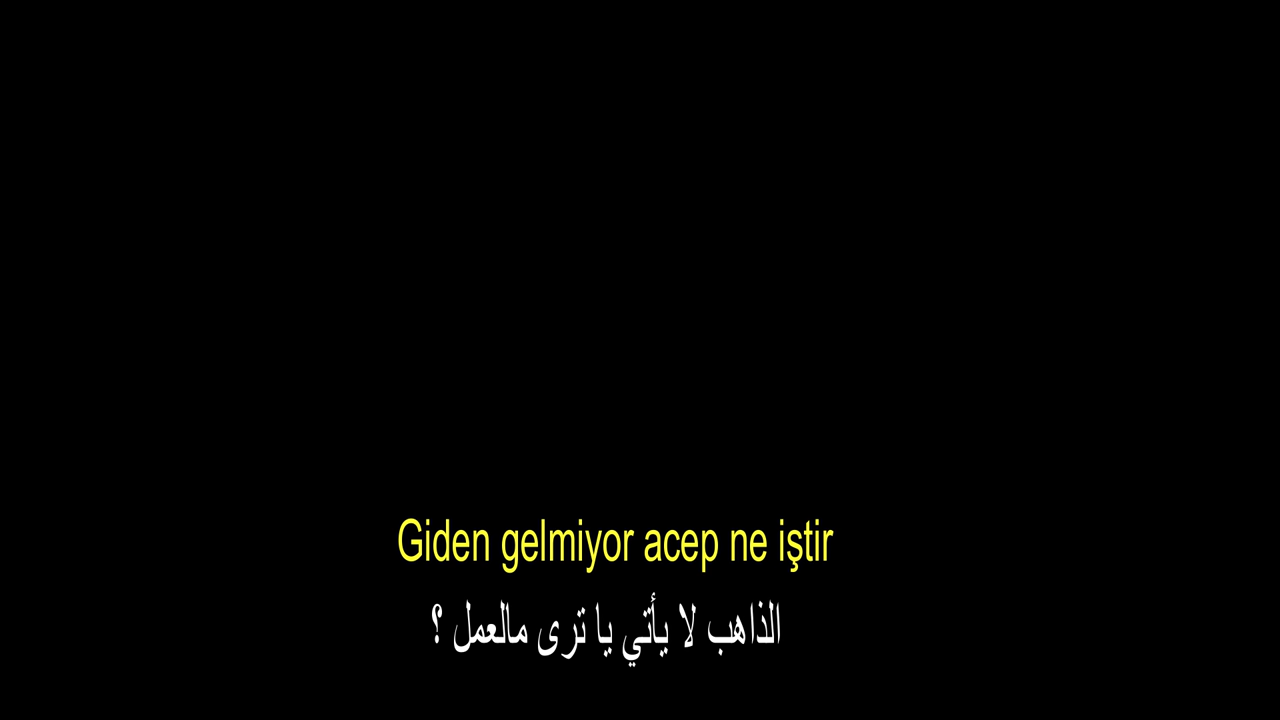 Giden gelmiyor acep ne iştir
الذاهب لا يأتي يا ترى مالعمل ؟